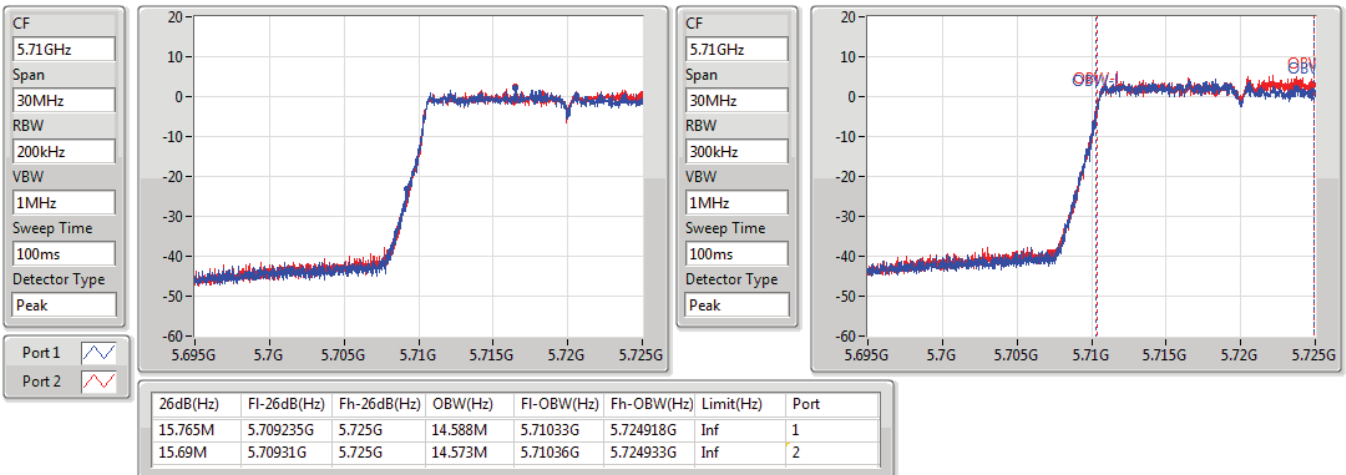 CF
5.71GHz
Span
30MHz
RBW
200kHz
VBW
1MHz
Sweep Time
100ms
Detector Type
Peak
Port 1
Port 2
20
10
0
-10
-20
-30
-40
-50
-60
5.695G 5.7G 5.705G 5.71G 5.715G 5.72G 5.725G
CF
5.71GHz
Span
30MHz
RBW
300kHz
VBW
1MHz
Sweep Time
100ms
Detector Type
Peak
20
10
0
-10
-20
-30
-40
-50
-60
OBW-l
OBV
OBV
5.695G 5.7G 5.705G 5.71G 5.715G 5.72G 5.725G
26dB(Hz) Fl-26dB(Hz) Fh-26dB(Hz) OBW(Hz) Fl-OBW(Hz) Fh-OBW(Hz) Limit(Hz) Port
15.765M 5.709235G 5.725G 14.588M 5.71033G 5.724918G Inf 1
15.69M 5.70931G 5.725G 14.573M 5.71036G 5.724933G Inf 2